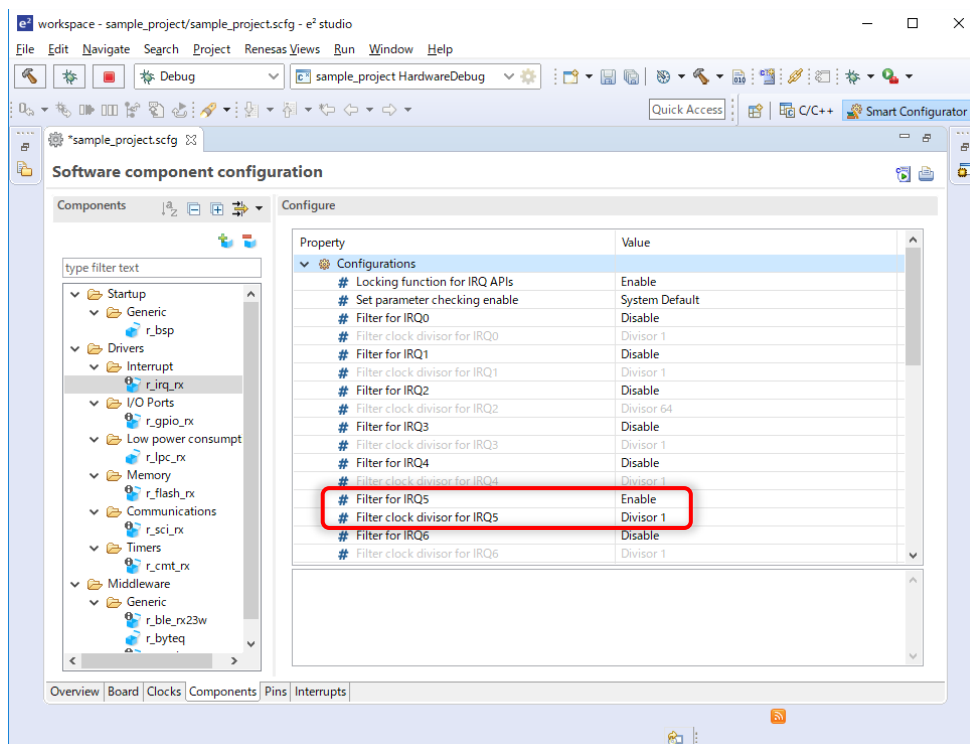 e² workspace - sample_project/sample_project.scfg - e² studio
File Edit Navigate Search Project Renesas Views Run Window Help
Debug sample_project HardwareDebug
Quick Access C/C++ Smart Configurator
*sample_project.scfg
Software component configuration
Components Configure
type filter text
Startup
Generic
r_bsp
Drivers
Interrupt
r_irq_rx
I/O Ports
r_gpio_rx
Low power consumpt
r_lpc_rx
Memory
r_flash_rx
Communications
r_sci_rx
Timers
r_cmt_rx
Middleware
Generic
r_ble_rx23w
r_byteq
Property Value
Configurations
# Locking function for IRQ APIs Enable
# Set parameter checking enable System Default
# Filter for IRQ0 Disable
# Filter clock divisor for IRQ0 Divisor 1
# Filter for IRQ1 Disable
# Filter clock divisor for IRQ1 Divisor 1
# Filter for IRQ2 Disable
# Filter clock divisor for IRQ2 Divisor 64
# Filter for IRQ3 Disable
# Filter clock divisor for IRQ3 Divisor 1
# Filter for IRQ4 Disable
# Filter clock divisor for IRQ4 Divisor 1
# Filter for IRQ5 Enable
# Filter clock divisor for IRQ5 Divisor 1
# Filter for IRQ6 Disable
# Filter clock divisor for IRQ6 Divisor 1
Overview Board Clocks Components Pins Interrupts